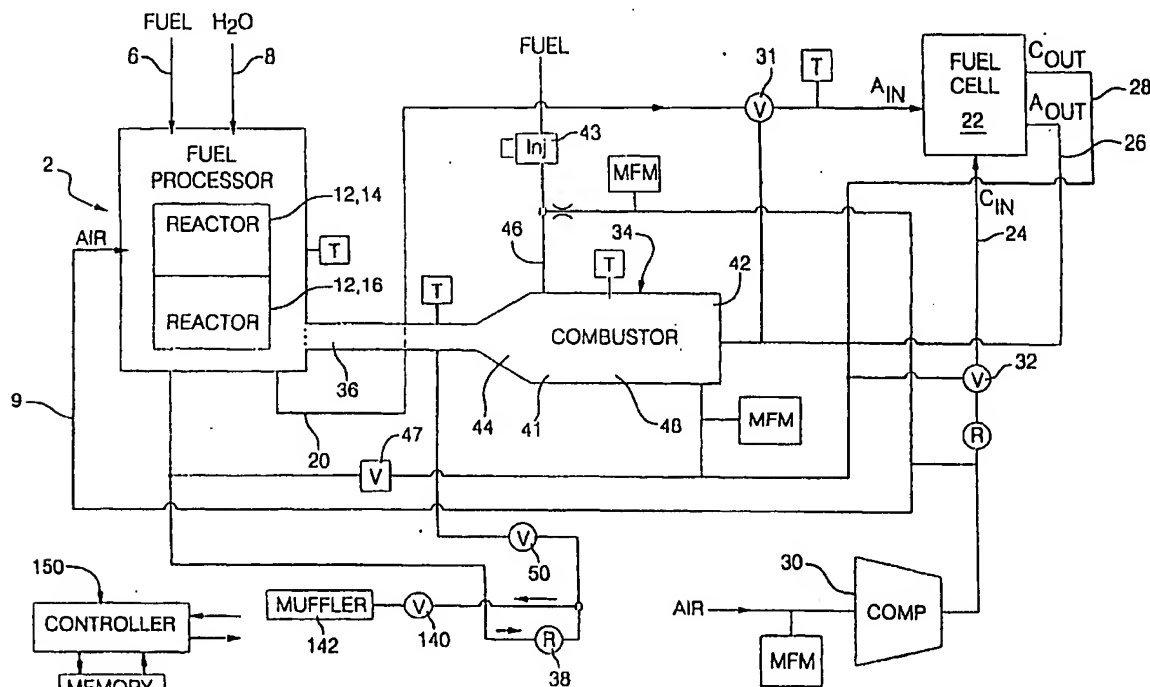 FUEL H2O
6
8
FUEL
31
T
AIN
FUEL
CELL
22
COUT
AOUT
28
26
43
Inj
V
FUEL
PROCESSOR
2
MFM
12,14
REACTOR
AIR
CIN
24
46
34
T
T
12,16
REACTOR
T
42
COMBUSTOR
36
V
32
9
44
41
48
MFM
R
20
47
V
V
50
30
150
CONTROLLER
MUFFLER
142
V
140
R
38
AIR
COMP
MFM
MEMORY